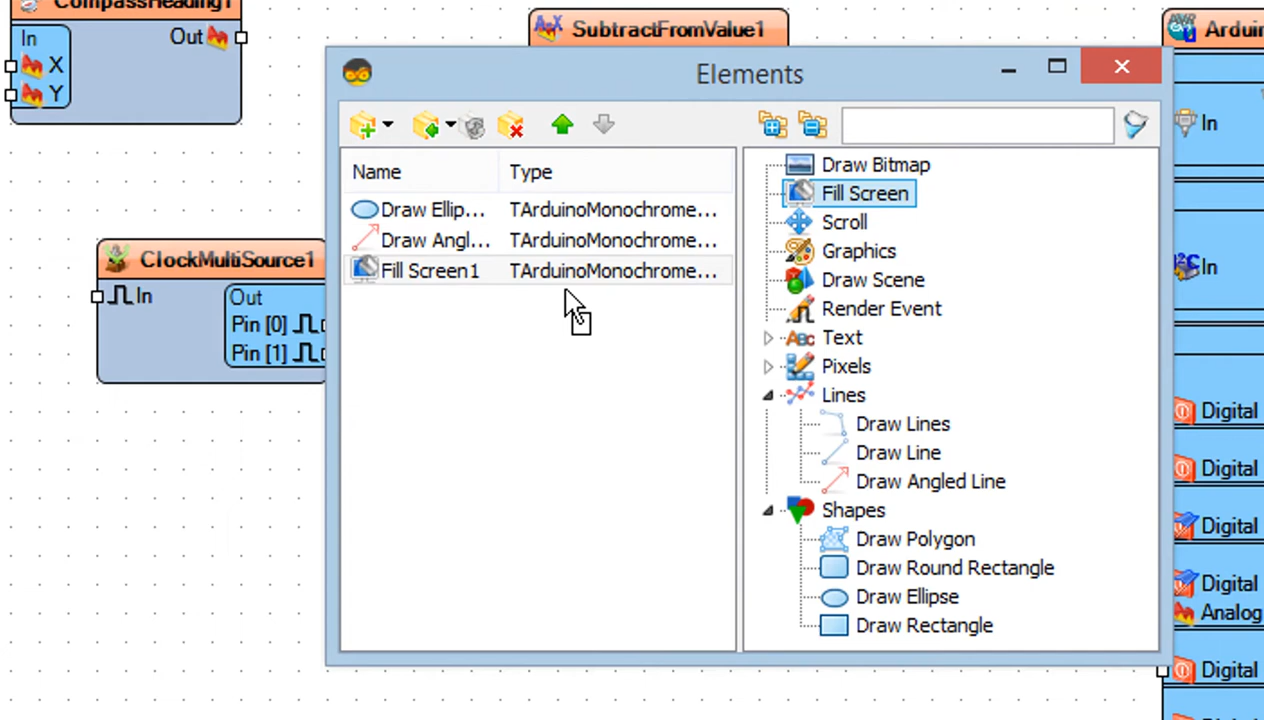 CompassHeading1
In
Out
X
Y
SubtractFromValue1
ClockMultiSource1
In
Out
Pin [0]
Pin [1]
Elements
Name Type
Draw Ellip... TArduinoMonochrome...
Draw Angl... TArduinoMonochrome...
Fill Screen1 TArduinoMonochrome...
Draw Bitmap
Fill Screen
Scroll
Graphics
Draw Scene
Render Event
Text
Pixels
Lines
Draw Lines
Draw Line
Draw Angled Line
Shapes
Draw Polygon
Draw Round Rectangle
Draw Ellipse
Draw Rectangle
Arduin
In
In
Digital
Digital
Digital
Digital
Analog
Digital